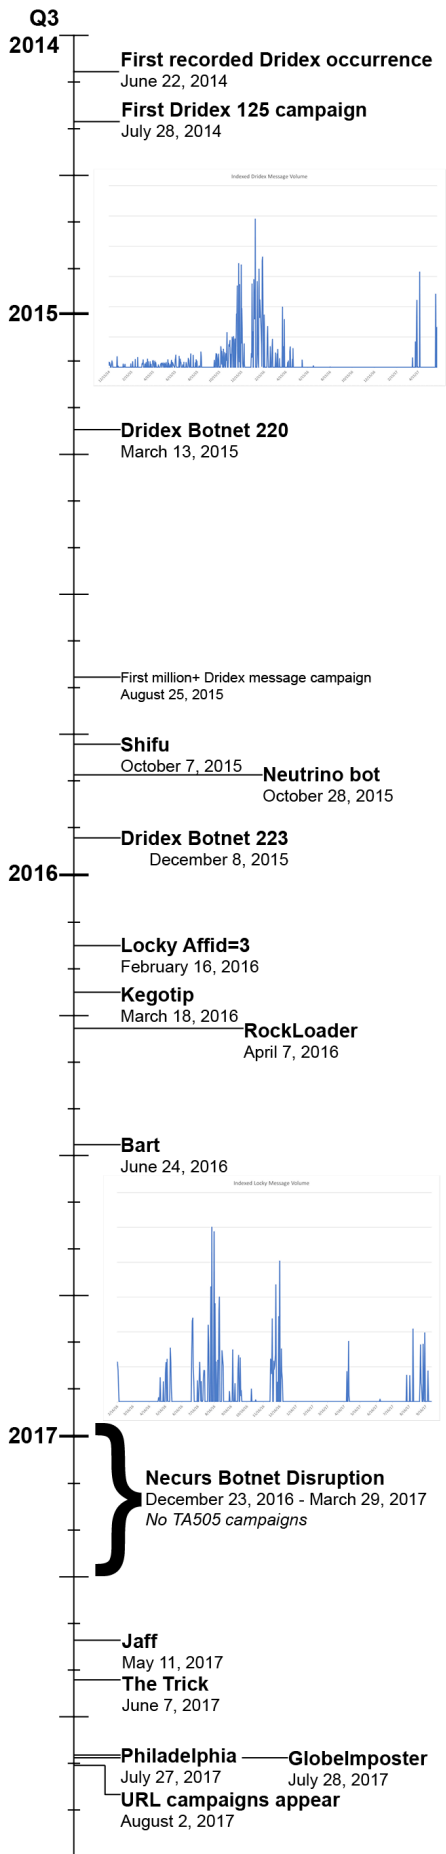 Q3
2014
First recorded Dridex occurrence
June 22, 2014
First Dridex 125 campaign
July 28, 2014
Indexed Dridex Message Volume
2015
Dridex Botnet 220
March 13, 2015
First million+ Dridex message campaign
August 25, 2015
Shifu
October 7, 2015
Neutrino bot
October 28, 2015
Dridex Botnet 223
December 8, 2015
2016
Locky Affid=3
February 16, 2016
Kegotip
March 18, 2016
RockLoader
April 7, 2016
Bart
June 24, 2016
Indexed Locky Message Volume
2017
}
Necurs Botnet Disruption
December 23, 2016 - March 29, 2017
No TA505 campaigns
Jaff
May 11, 2017
The Trick
June 7, 2017
Philadelphia
July 27, 2017
GlobeImposter
July 28, 2017
URL campaigns appear
August 2, 2017